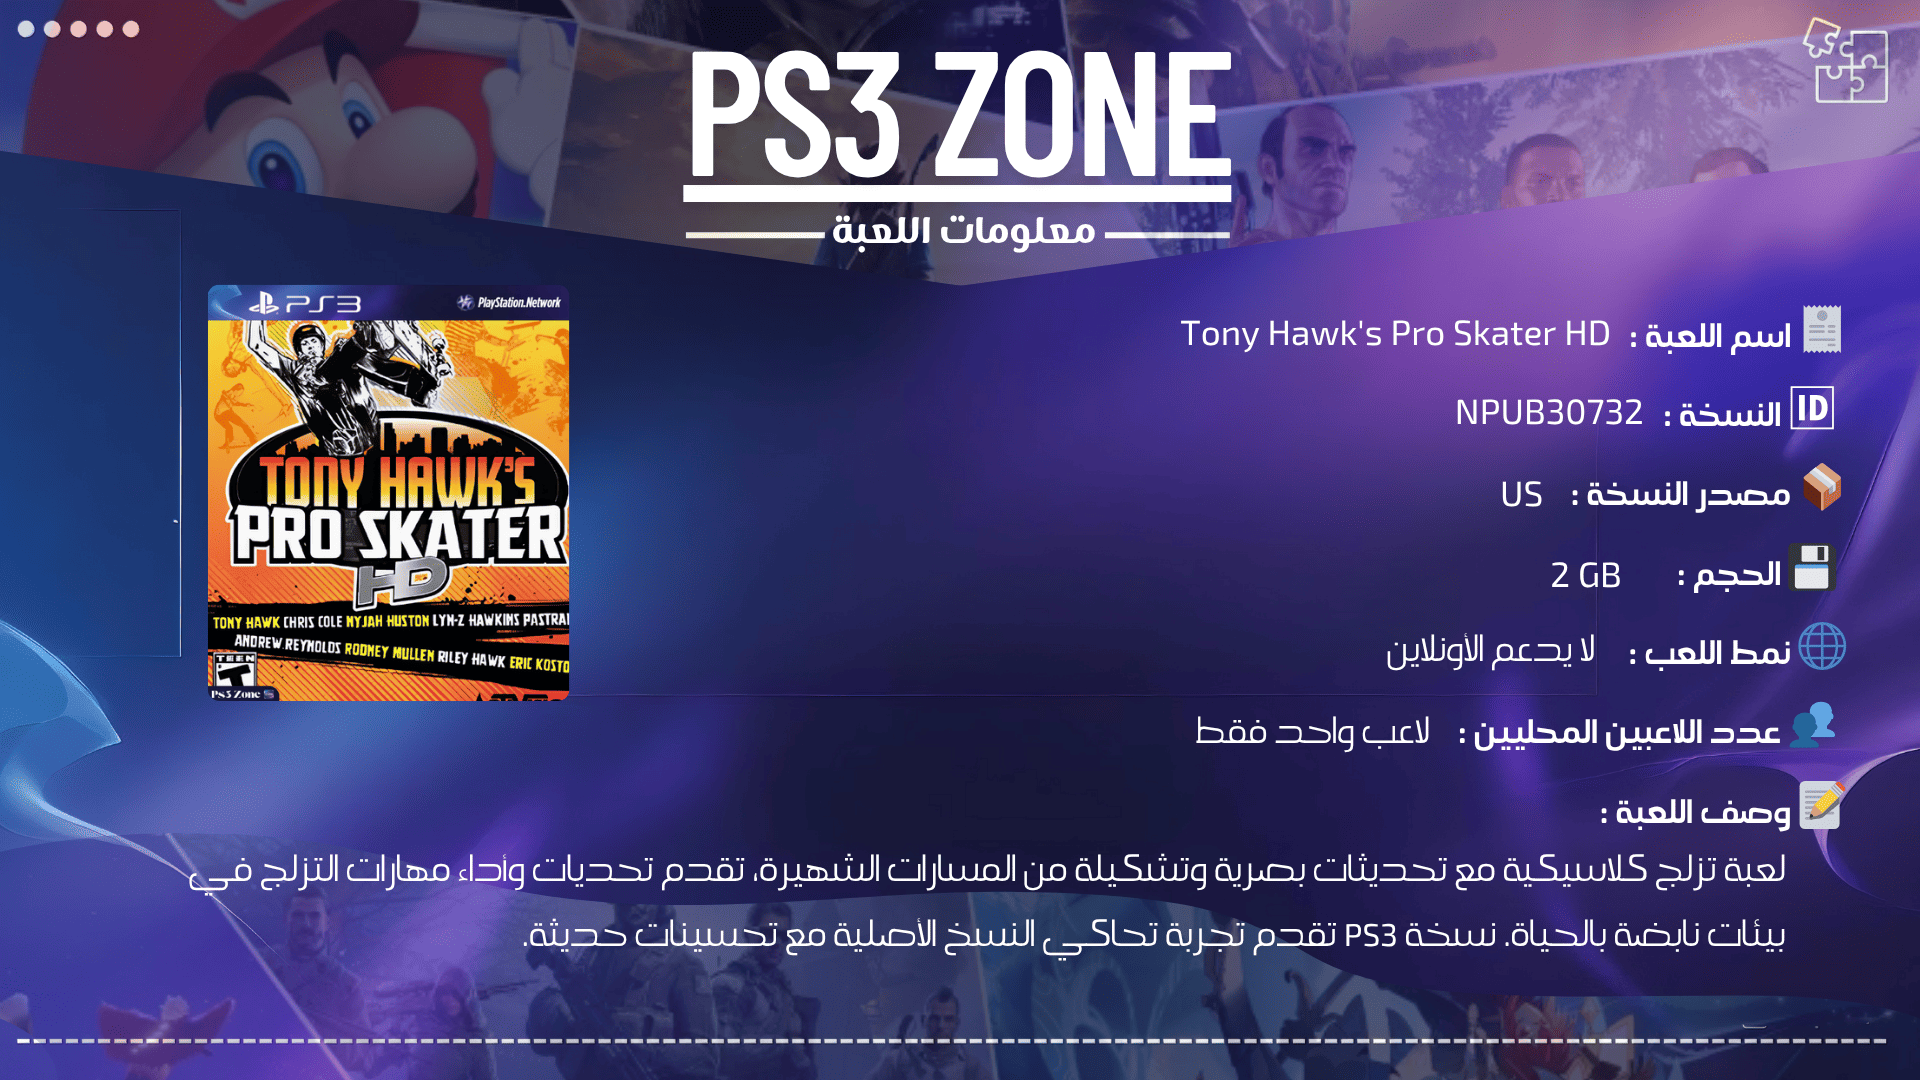 PS3 ZONE
معلومات اللعبة
PS3 PlayStation.Network
TONY HAWK'S
PRO SKATER
HD
TONY HAWK CHRIS COLE NYJAH HUSTON LYN-Z HAWKINS PASTRA
ANDREW REYNOLDS RODNEY MULLEN RILEY HAWK ERIC KOSTO
TEEN
T
Ps3 Zone
اسم اللعبة : Tony Hawk's Pro Skater HD
ID النسخة : NPUB30732
مصدر النسخة : US
الحجم : 2 GB
نمط اللعب : لا يدعم الأونلاين
عدد اللاعبين المحليين : لاعب واحد فقط
وصف اللعبة :
لعبة تزلج كلاسيكية مع تحديثات بصرية وتشكيلة من المسارات الشهيرة، تقدم تحديات وأداء مهارات التزلج في
بيئات نابضة بالحياة. نسخة PS3 تقدم تجربة تحاكي النسخ الأصلية مع تحسينات حديثة.